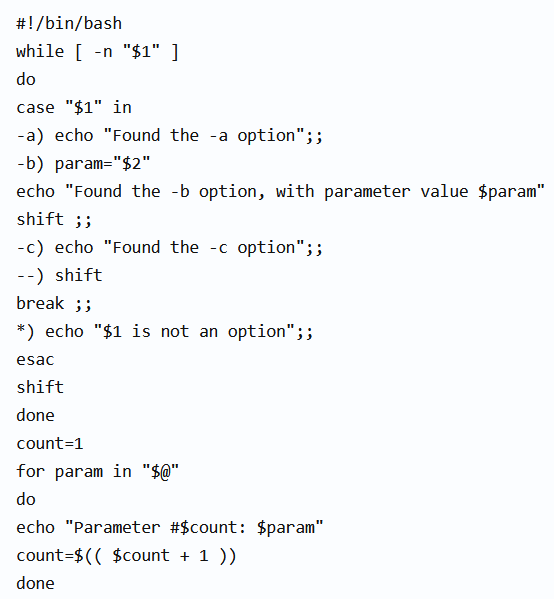 #!/bin/bash
while [ -n "$1" ]
do
case "$1" in
-a) echo "Found the -a option";;
-b) param="$2"
echo "Found the -b option, with parameter value $param"
shift ;;
-c) echo "Found the -c option";;
--) shift
break ;;
*) echo "$1 is not an option";;
esac
shift
done
count=1
for param in "$@"
do
echo "Parameter #$count: $param"
count=$(( $count + 1 ))
done